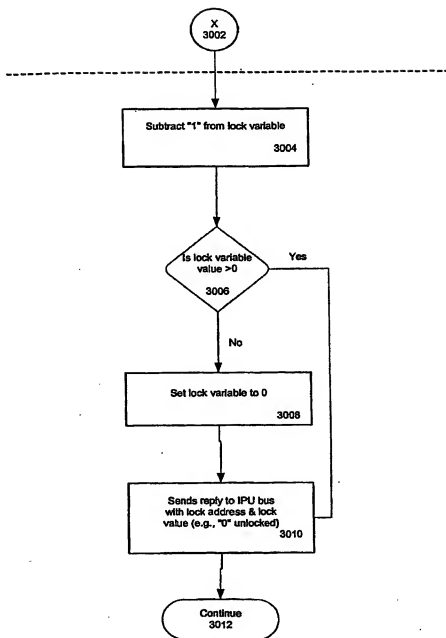 X
3002
Subtract "1" from lock variable
3004
Is lock variable
value >0
3006
Yes
No
Set lock variable to 0
3008
Sends reply to IPU bus
with lock address & lock
value (e.g., "0" unlocked)
3010
Continue
3012